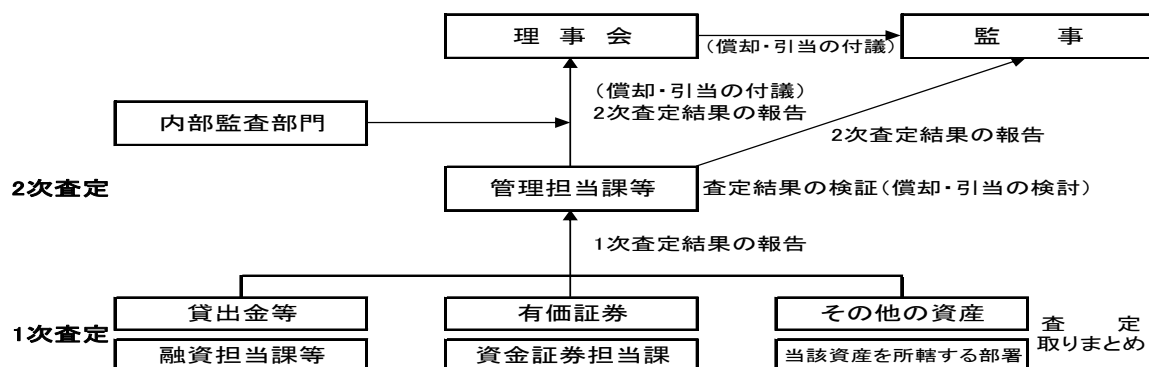 理 事 会
(償却・引当の付議)
監 事
(償却・引当の付議)
2次査定結果の報告
内部監査部門
2次査定結果の報告
2次査定
管理担当課等
査定結果の検証(償却・引当の検討)
1次査定結果の報告
貸出金等
有価証券
その他の資産
1次査定
査 定
取りまとめ
融資担当課等
資金証券担当課
当該資産を所轄する部署